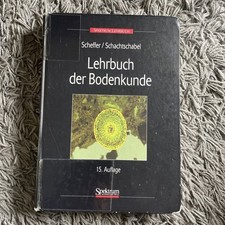 Scheffer / Schachtschabel
Lehrbuch
der Bodenkunde
15. Auflage
Spektrum